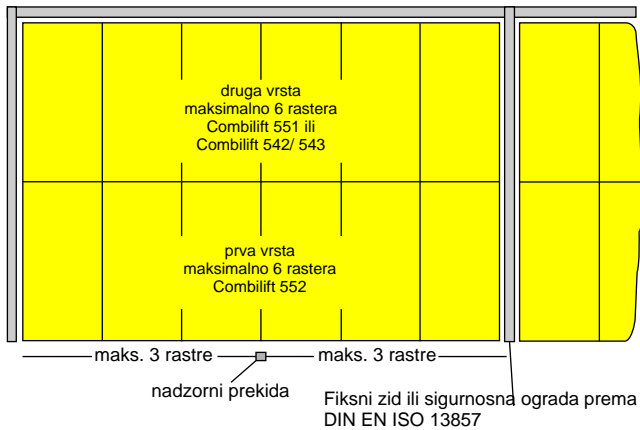 druga vrsta
maksimalno 6 rastera
Combilift 551 ili
Combilift 542/ 543
prva vrsta
maksimalno 6 rastera
Combilift 552
maks. 3 rastre
maks. 3 rastre
nadzorni prekida
Fiksni zid ili sigurnosna ograda prema
DIN EN ISO 13857